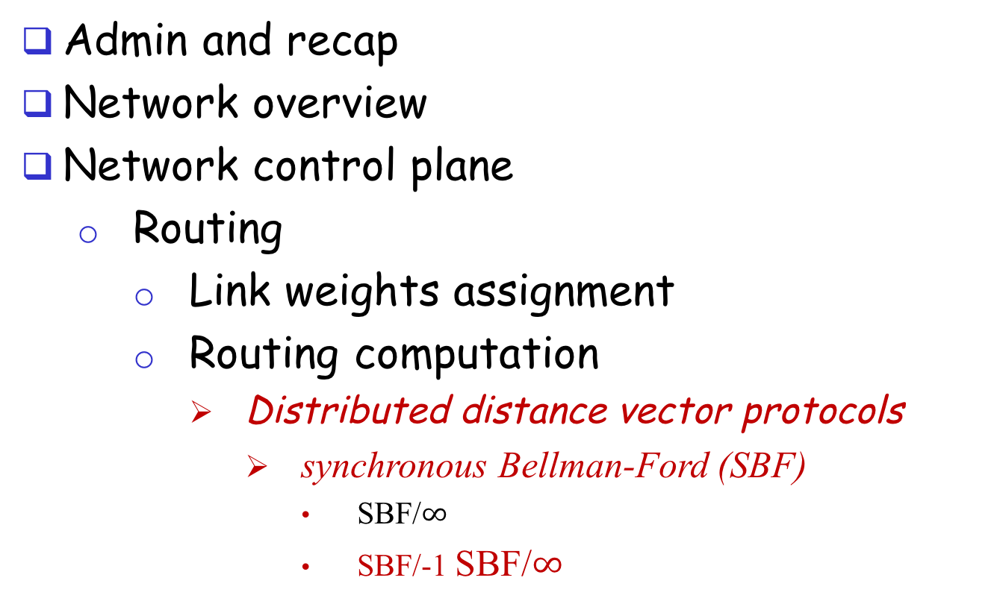 Admin and recap
Network overview
Network control plane
Routing
Link weights assignment
Routing computation
Distributed distance vector protocols
synchronous Bellman-Ford (SBF)
SBF/∞
SBF/-1 SBF/∞